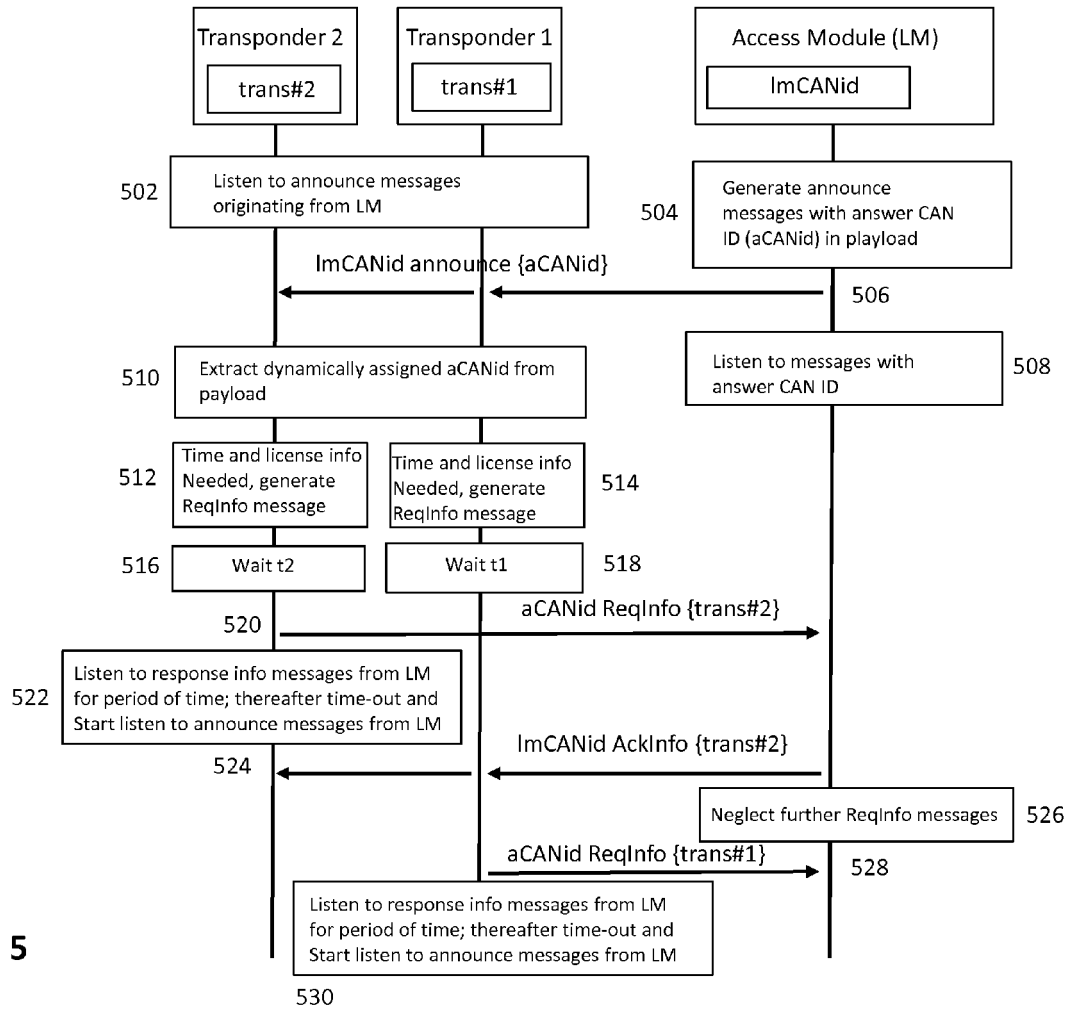 Transponder 2
trans#2
Transponder 1
trans#1
Access Module (LM)
lmCANid
502
Listen to announce messages
originating from LM
504
Generate announce
messages with answer CAN
ID (aCANid) in playload
lmCANid announce {aCANid}
506
510
Extract dynamically assigned aCANid from
payload
Listen to messages with
answer CAN ID
508
512
Time and license info
Needed, generate
ReqInfo message
Time and license info
Needed, generate
ReqInfo message
514
516
Wait t2
Wait t1
518
aCANid ReqInfo {trans#2}
520
522
Listen to response info messages from LM
for period of time; thereafter time-out and
Start listen to announce messages from LM
lmCANid AckInfo {trans#2}
524
Neglect further ReqInfo messages
526
aCANid ReqInfo {trans#1}
528
Listen to response info messages from LM
for period of time; thereafter time-out and
Start listen to announce messages from LM
5
530